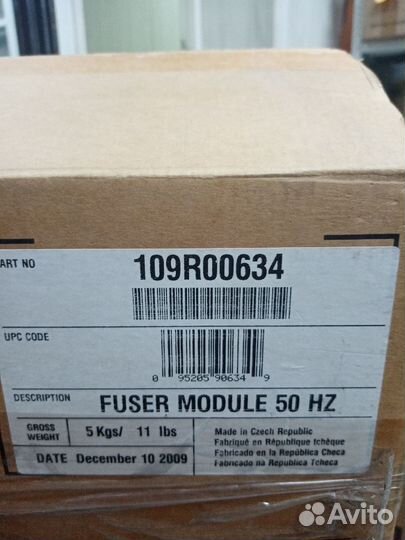 ART NO 109R00634
UPC CODE
0 95205 90634 9
DESCRIPTION FUSER MODULE 50 HZ
GROSS WEIGHT 5 Kgs/ 11 lbs
DATE December 10 2009
Made in Czech Republic
Fabriqué en République tchèque
Fabricado en la República Checa
Fabricado na República Tcheca
Avito